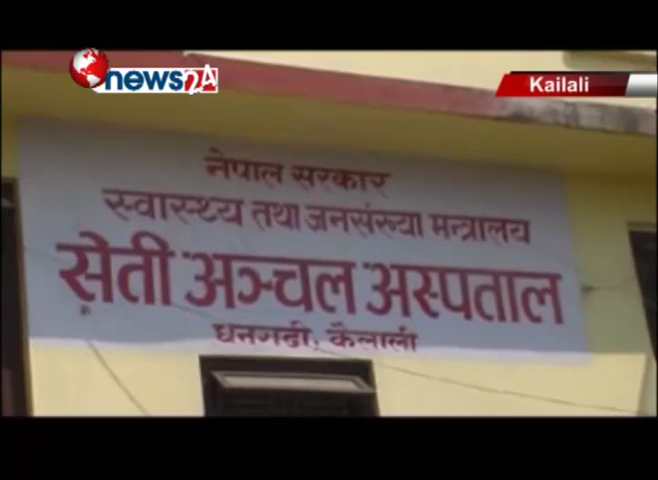 news24
Kailali
नेपाल सरकार
स्वास्थ्य तथा जनसंख्या मन्त्रालय
सेती अञ्चल अस्पताल
धनगढी, कैलाली